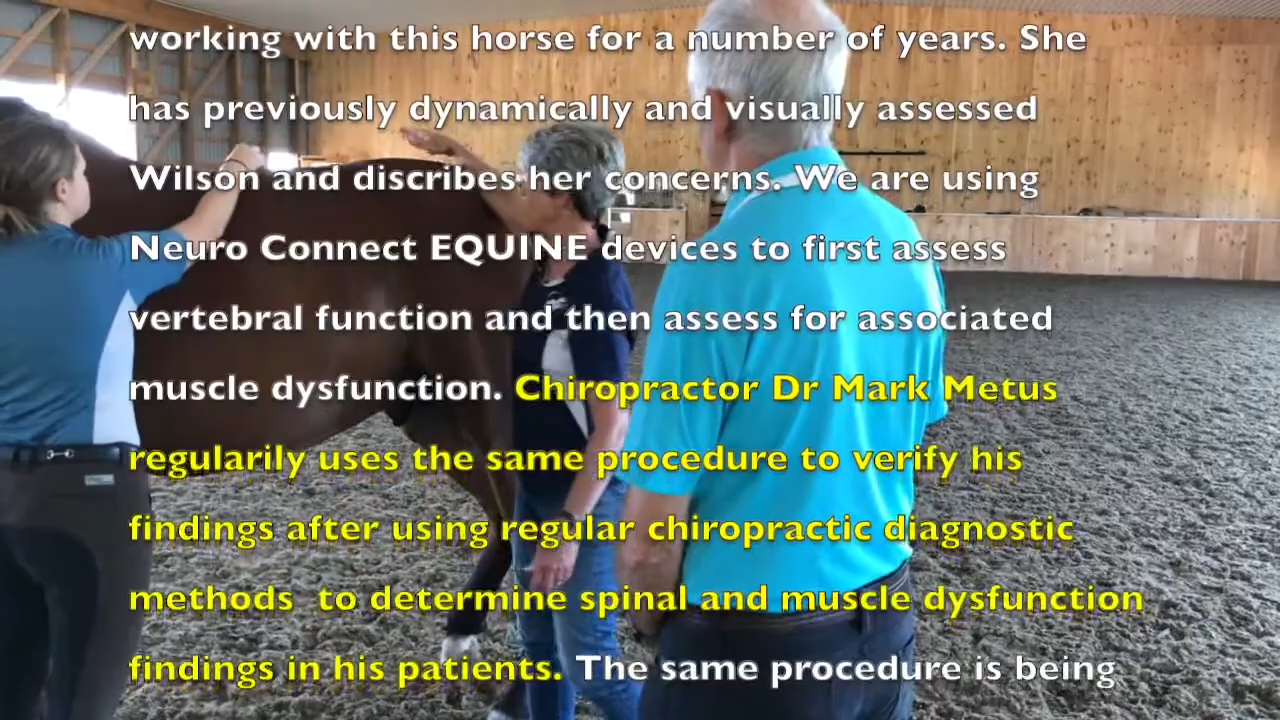 working with this horse for a number of years. She
has previously dynamically and visually assessed
Wilson and discribes her concerns. We are using
Neuro Connect EQUINE devices to first assess
vertebral function and then assess for associated
muscle dysfunction. Chiropractor Dr Mark Metus
regularily uses the same procedure to verify his
findings after using regular chiropractic diagnostic
methods  to determine spinal and muscle dysfunction
findings in his patients. The same procedure is being